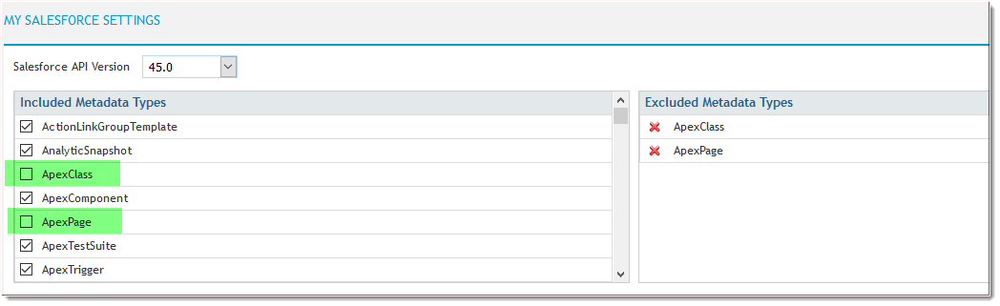 MY SALESFORCE SETTINGS
Salesforce API Version 45.0
Included Metadata Types
ActionLinkGroupTemplate
AnalyticSnapshot
ApexClass
ApexComponent
ApexPage
ApexTestSuite
ApexTrigger
Excluded Metadata Types
ApexClass
ApexPage